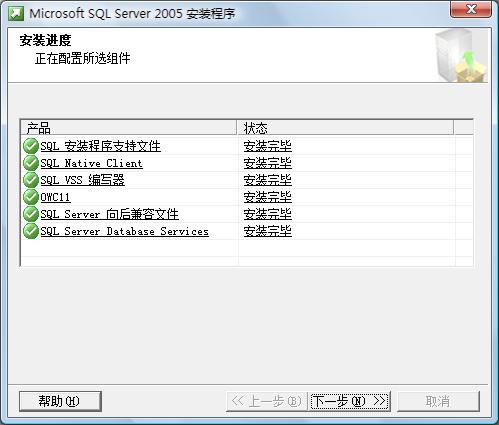 Microsoft SQL Server 2005 安装程序
安装进度
正在配置所选组件
产品 状态
SQL 安装程序支持文件 安装完毕
SQL Native Client 安装完毕
SQL VSS 编写器 安装完毕
OWC11 安装完毕
SQL Server 向后兼容文件 安装完毕
SQL Server Database Services 安装完毕
帮助(H) << 上一步(B) 下一步(N) >> 取消